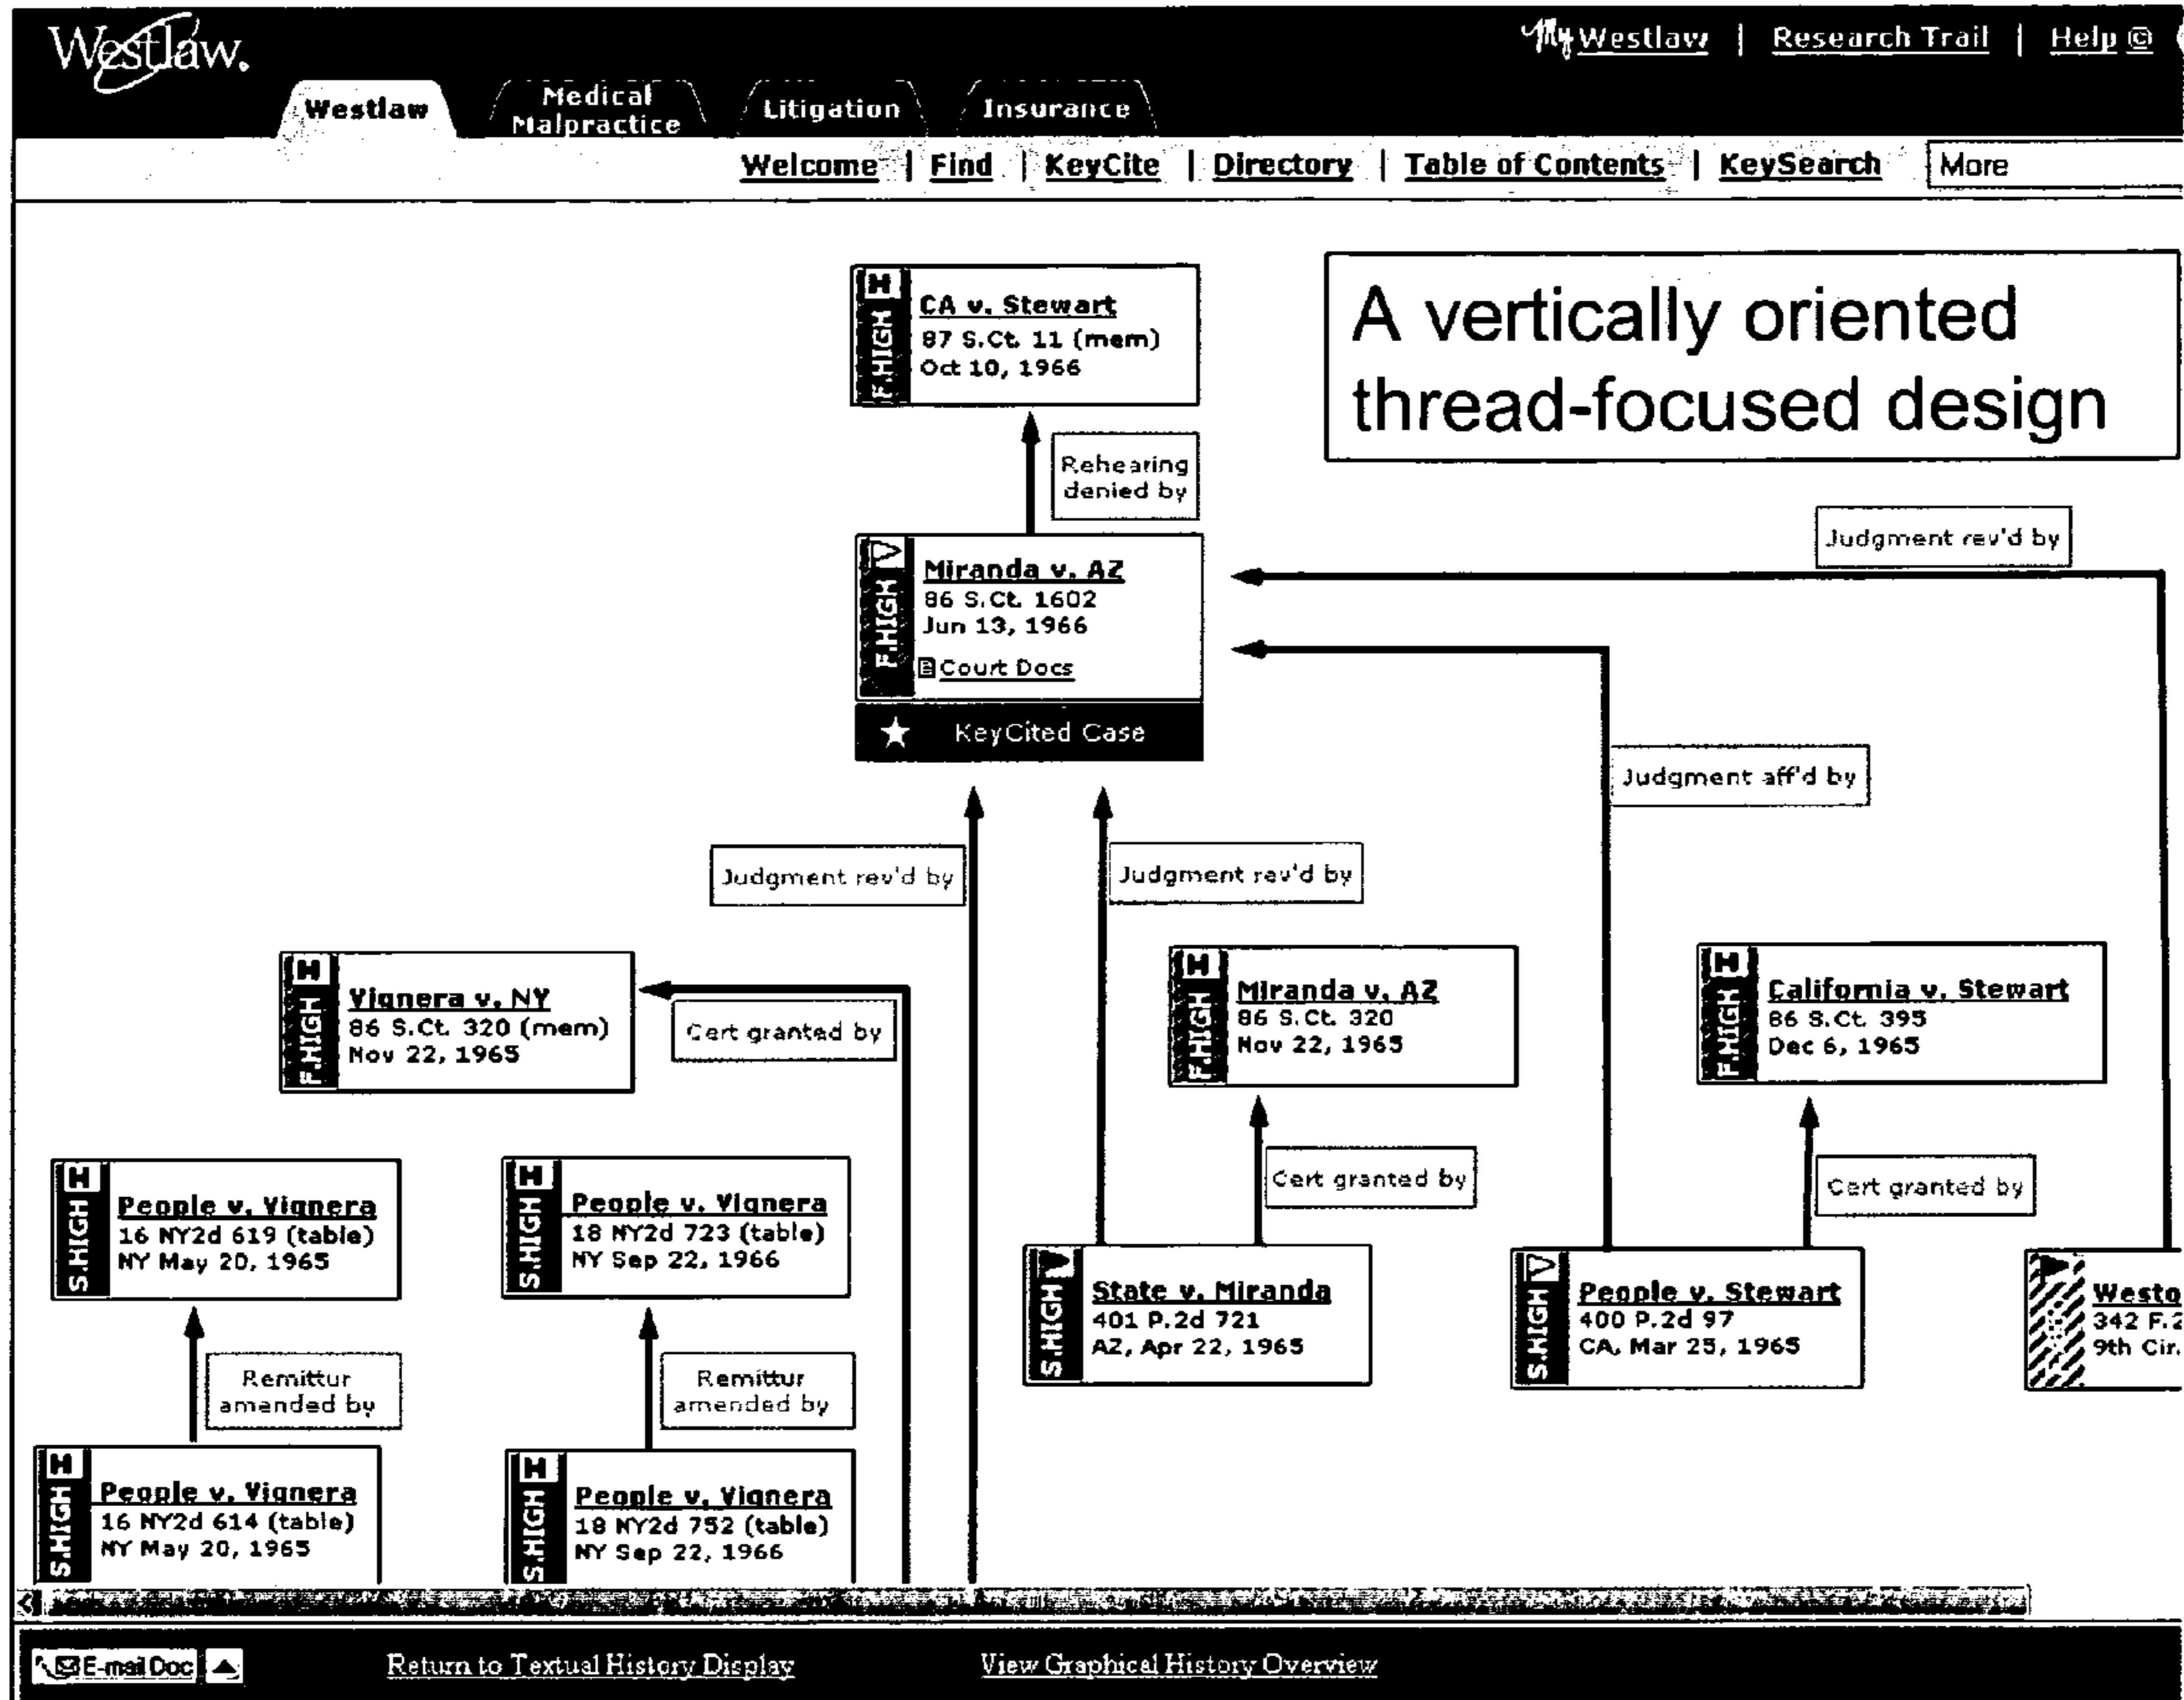 Westlaw.
My Westlaw | Research Trail | Help ©
Westlaw
Medical
Malpractice
Litigation
Insurance
Welcome | Find | KeyCite | Directory | Table of Contents | KeySearch
More
A vertically oriented
thread-focused design
H
F.HIGH
CA v. Stewart
87 S.Ct. 11 (mem)
Oct 10, 1966
Rehearing
denied by
Judgment rev'd by
F.HIGH
Miranda v. AZ
86 S.Ct. 1602
Jun 13, 1966
Court Docs
KeyCited Case
Judgment aff'd by
Judgment rev'd by
Judgment rev'd by
H
F.HIGH
Vignera v. NY
86 S.Ct. 320 (mem)
Nov 22, 1965
Cert granted by
H
F.HIGH
Miranda v. AZ
86 S.Ct. 320
Nov 22, 1965
H
F.HIGH
California v. Stewart
86 S.Ct. 395
Dec 6, 1965
Cert granted by
Cert granted by
H
S.HIGH
People v. Vignera
16 NY2d 619 (table)
NY May 20, 1965
H
S.HIGH
People v. Vignera
18 NY2d 723 (table)
NY Sep 22, 1966
S.HIGH
State v. Miranda
401 P.2d 721
AZ, Apr 22, 1965
S.HIGH
People v. Stewart
400 P.2d 97
CA, Mar 25, 1965
Westo
342 F.2
9th Cir.
Remittur
amended by
Remittur
amended by
H
S.HIGH
People v. Vignera
16 NY2d 614 (table)
NY May 20, 1965
H
S.HIGH
People v. Vignera
18 NY2d 752 (table)
NY Sep 22, 1966
E-mail Doc
Return to Textual History Display
View Graphical History Overview